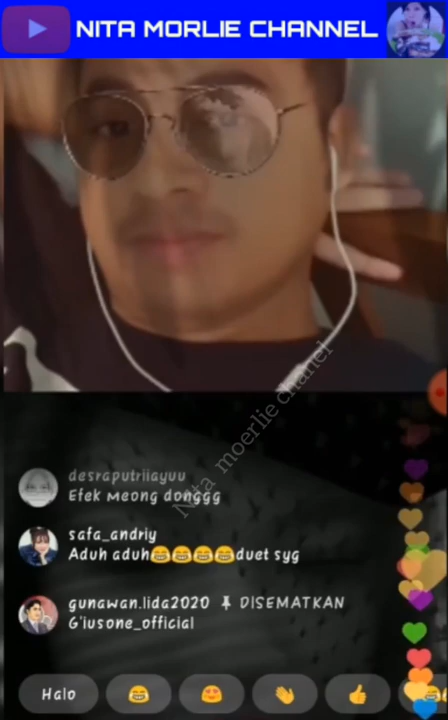 NITA MORLIE CHANNEL
Nita moerlie chanel
desraputriiayuu
Efek Meong donggg
safa_andriy
Aduh aduh😂😂😂😂duet syg
gunawan.lida2020 📌 DISEMATKAN
G'iusone_official
Halo